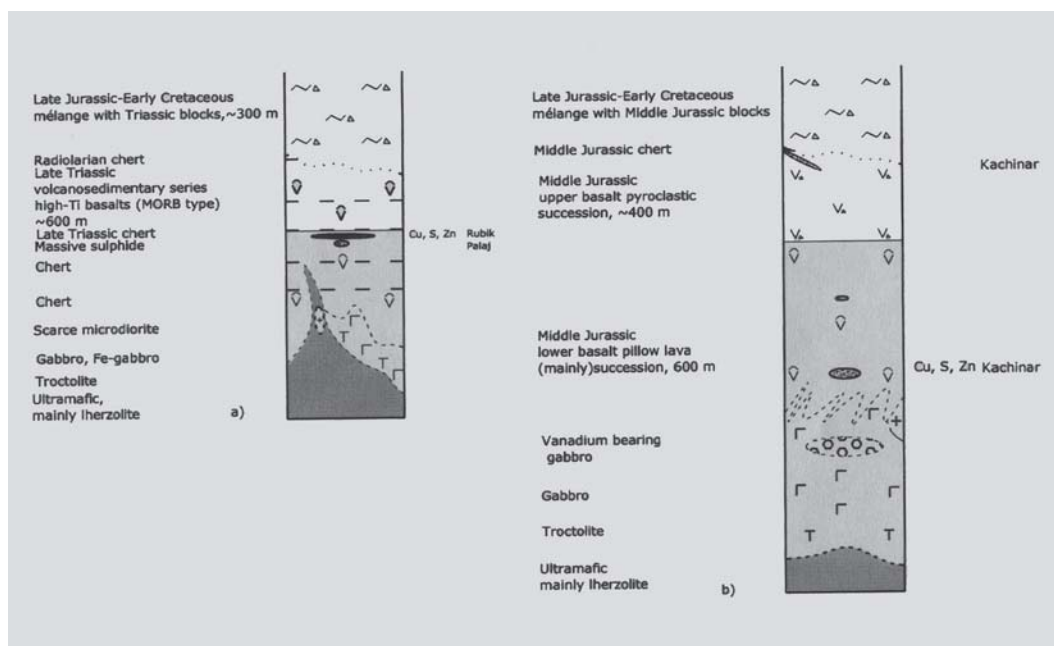 Late Jurassic-Early Cretaceous
mélange with Triassic blocks,~300 m
Radiolarian chert
Late Triassic
volcanosedimentary series
high-Ti basalts (MORB type)
~600 m
Late Triassic chert
Massive sulphide
Cu, S, Zn Rubik
Palaj
Chert
Chert
Scarce microdiorite
Gabbro, Fe-gabbro
Troctolite
Ultramafic,
mainly lherzolite
a)
Late Jurassic-Early Cretaceous
mélange with Middle Jurassic blocks
Middle Jurassic chert
Kachinar
Middle Jurassic
upper basalt pyroclastic
succession, ~400 m
Middle Jurassic
lower basalt pillow lava
(mainly)succession, 600 m
Cu, S, Zn Kachinar
Vanadium bearing
gabbro
Gabbro
Troctolite
Ultramafic
mainly lherzolite
b)